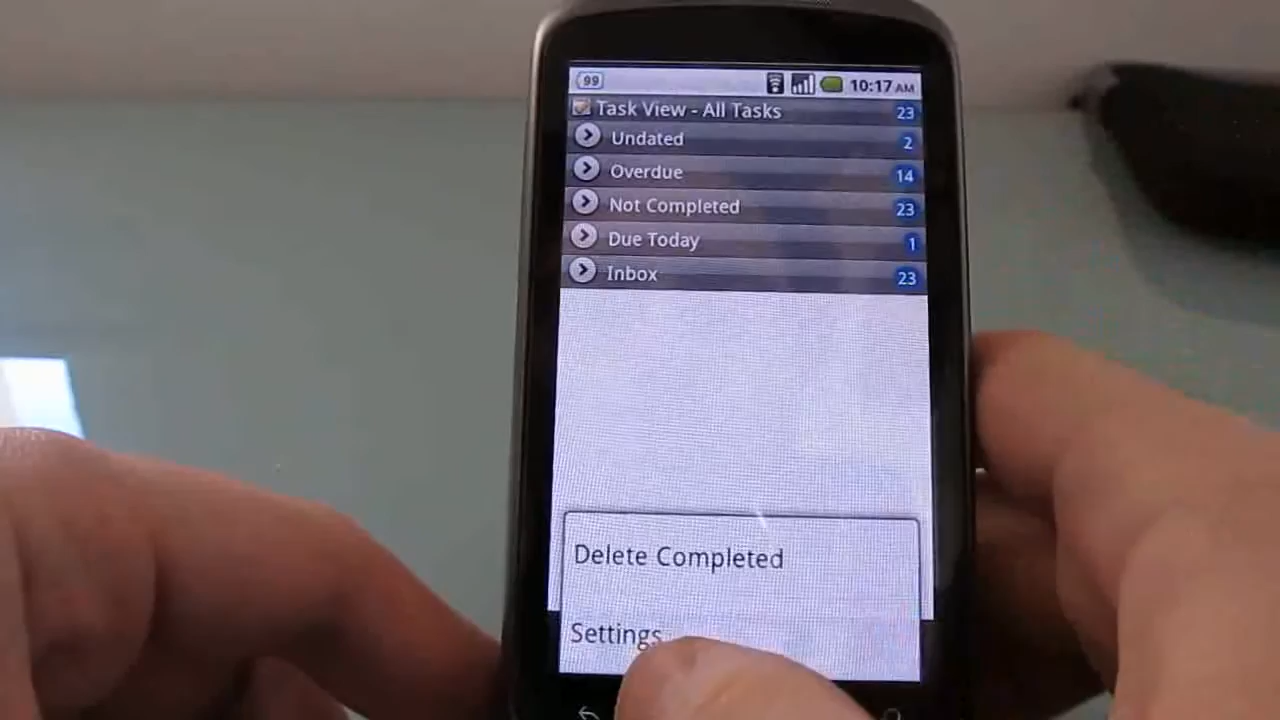 99 10:17 AM
Task View - All Tasks 23
Undated 2
Overdue 14
Not Completed 23
Due Today 1
Inbox 23
Delete Completed
Settings